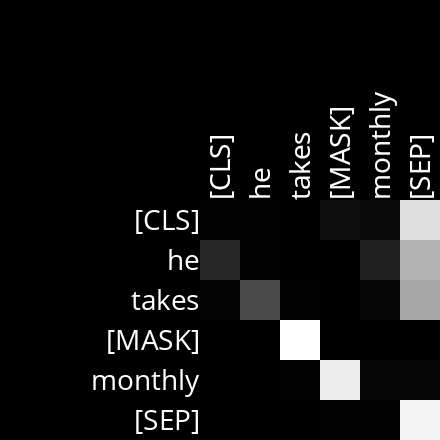 [CLS]
he
takes
[MASK]
monthly
[SEP]
[CLS]
he
takes
[MASK]
monthly
[SEP]